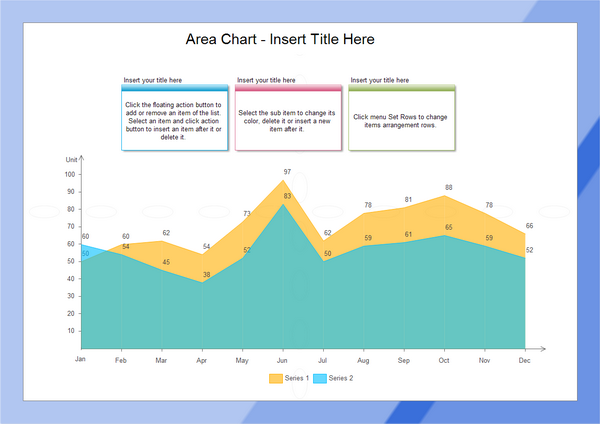 Area Chart - Insert Title Here
Insert your title here
Click the floating action button to
add or remove an item of the list.
Select an item and click action
button to insert an item after it or
delete it.
Insert your title here
Select the sub item to change its
color, delete it or insert a new
item after it.
Insert your title here
Click menu Set Rows to change
items arrangement rows.
Unit
100
90
80
70
60
50
40
30
20
10
97
83
88
81
78
78
73
66
65
62
62
61
60
60
59
59
54
54
52
52
50
50
45
38
Jan Feb Mar Apr May Jun Jul Aug Sep Oct Nov Dec
Series 1 Series 2